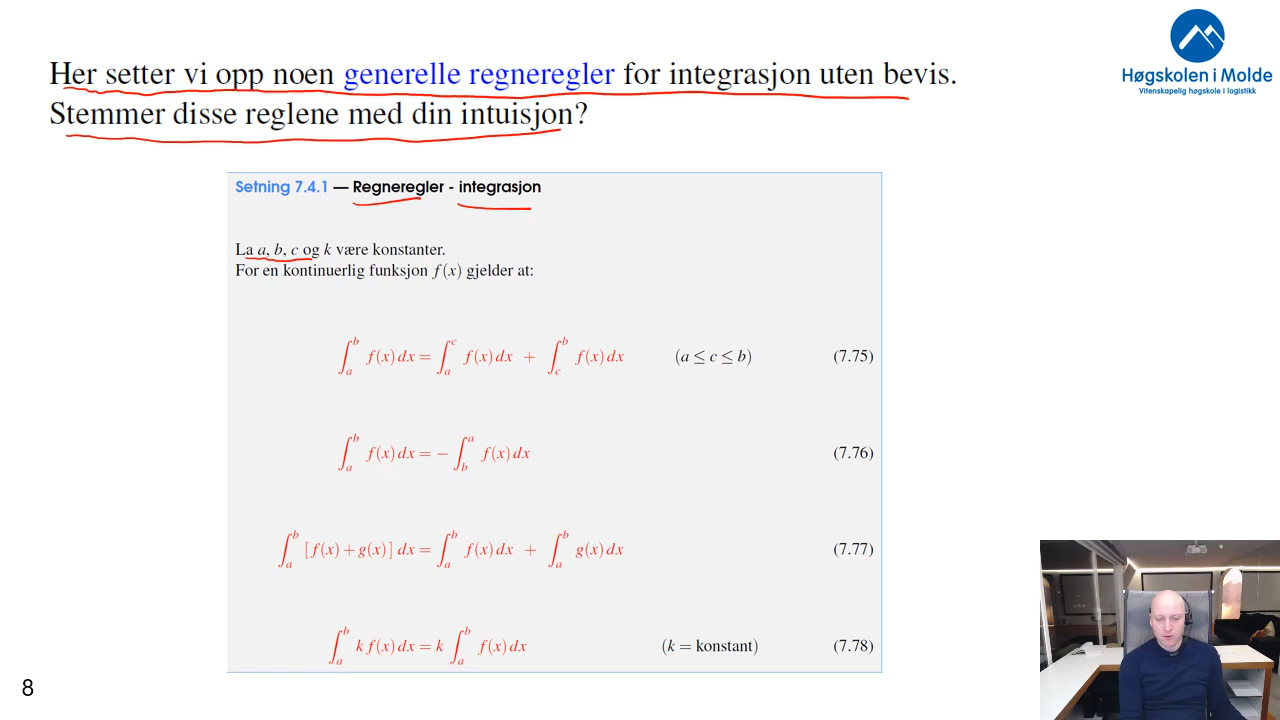 Høgskolen i Molde
Vitenskapelig høgskole i logistikk
Her setter vi opp noen generelle regneregler for integrasjon uten bevis.
Stemmer disse reglene med din intuisjon?
Setning 7.4.1 — Regneregler - integrasjon
La a, b, c og k være konstanter.
For en kontinuerlig funksjon f(x) gjelder at:
∫_a^b f(x) dx = ∫_a^c f(x) dx + ∫_c^b f(x) dx (a ≤ c ≤ b) (7.75)
∫_a^b f(x) dx = − ∫_b^a f(x) dx (7.76)
∫_a^b [f(x) + g(x)] dx = ∫_a^b f(x) dx + ∫_a^b g(x) dx (7.77)
∫_a^b k f(x) dx = k ∫_a^b f(x) dx (k = konstant) (7.78)
8